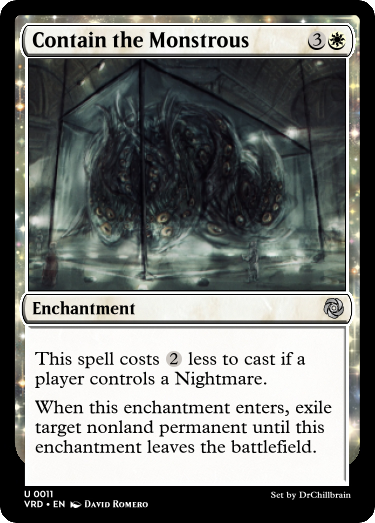 Contain the Monstrous 3
Enchantment
This spell costs 2 less to cast if a
player controls a Nightmare.
When this enchantment enters, exile
target nonland permanent until this
enchantment leaves the battlefield.
U 0011
VRD • EN David Romero
Set by DrChillbrain